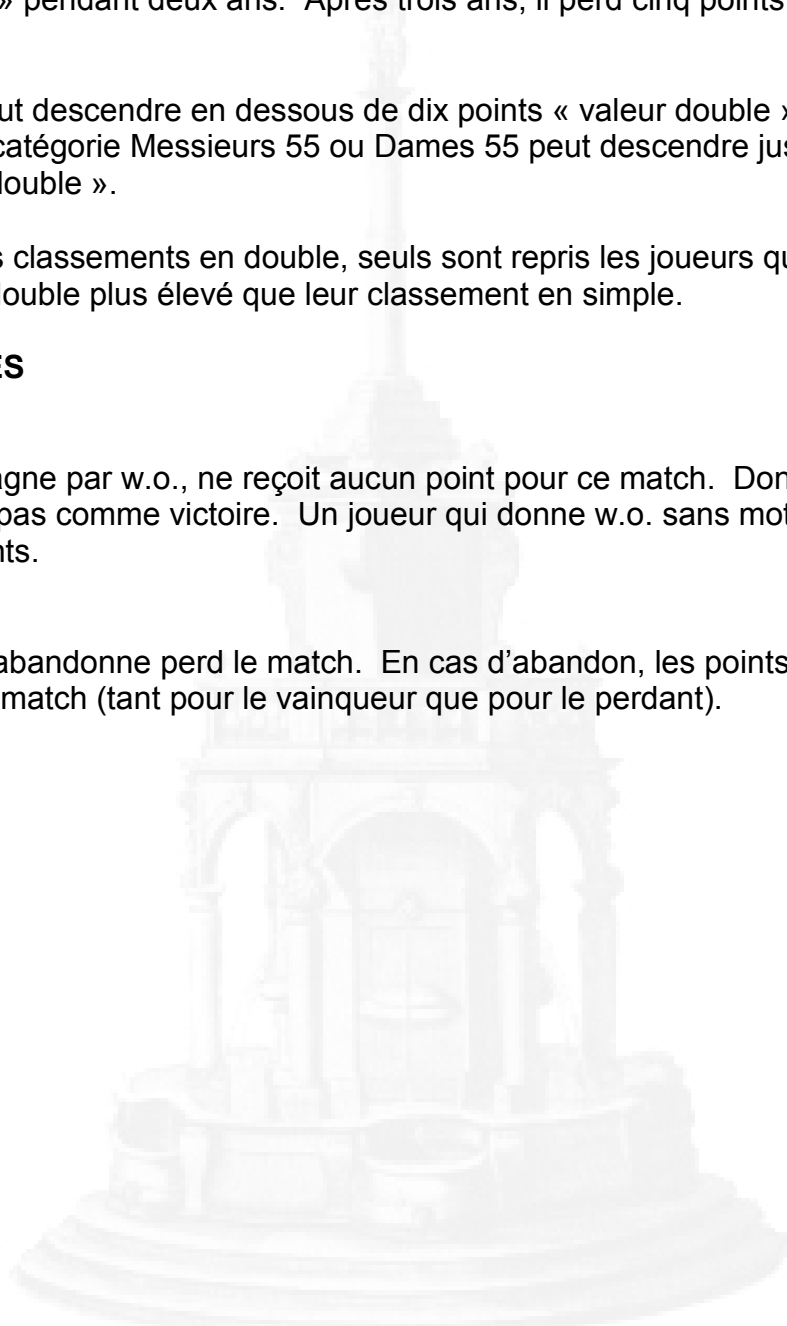 » pendant deux ans.  Après trois ans, il perd cinq points
ut descendre en dessous de dix points « valeur double »
catégorie Messieurs 55 ou Dames 55 peut descendre jus
double ».
s classements en double, seuls sont repris les joueurs qu
double plus élevé que leur classement en simple.
ES
agne par w.o., ne reçoit aucun point pour ce match.  Don
pas comme victoire.  Un joueur qui donne w.o. sans mot
nts.
abandonne perd le match.  En cas d’abandon, les points
match (tant pour le vainqueur que pour le perdant).